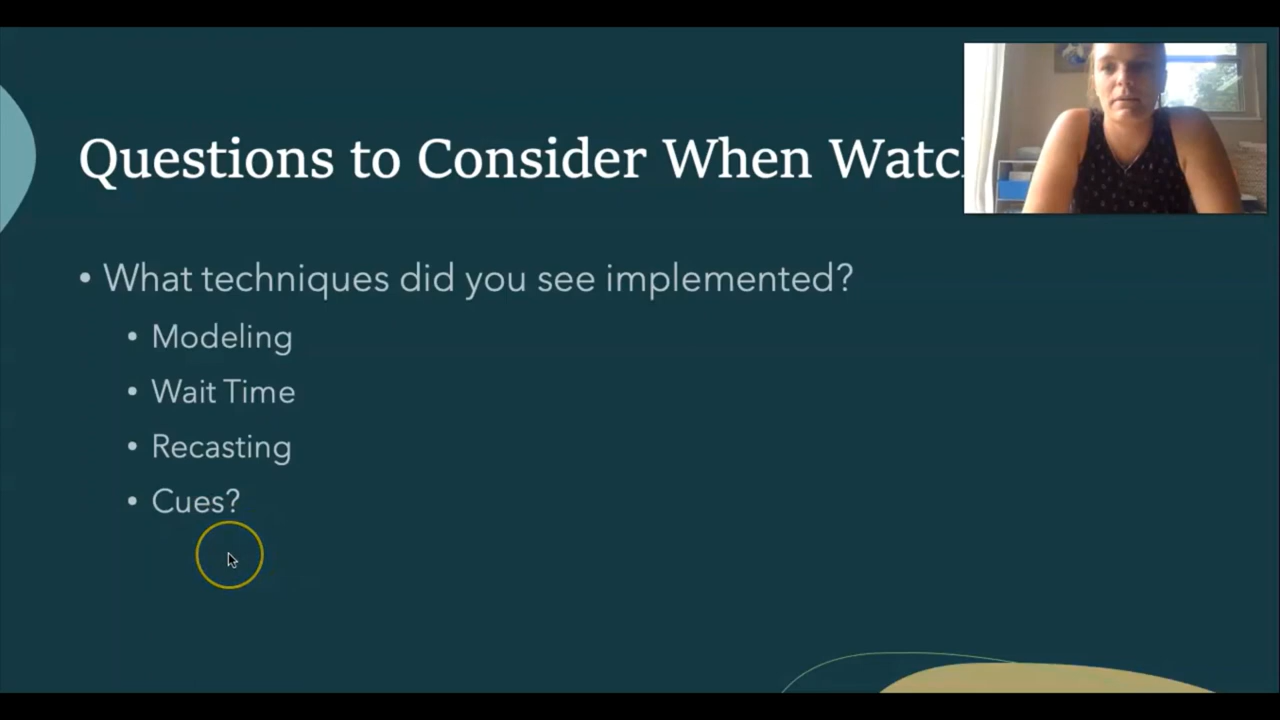 Questions to Consider When Watc
• What techniques did you see implemented?
• Modeling
• Wait Time
• Recasting
• Cues?